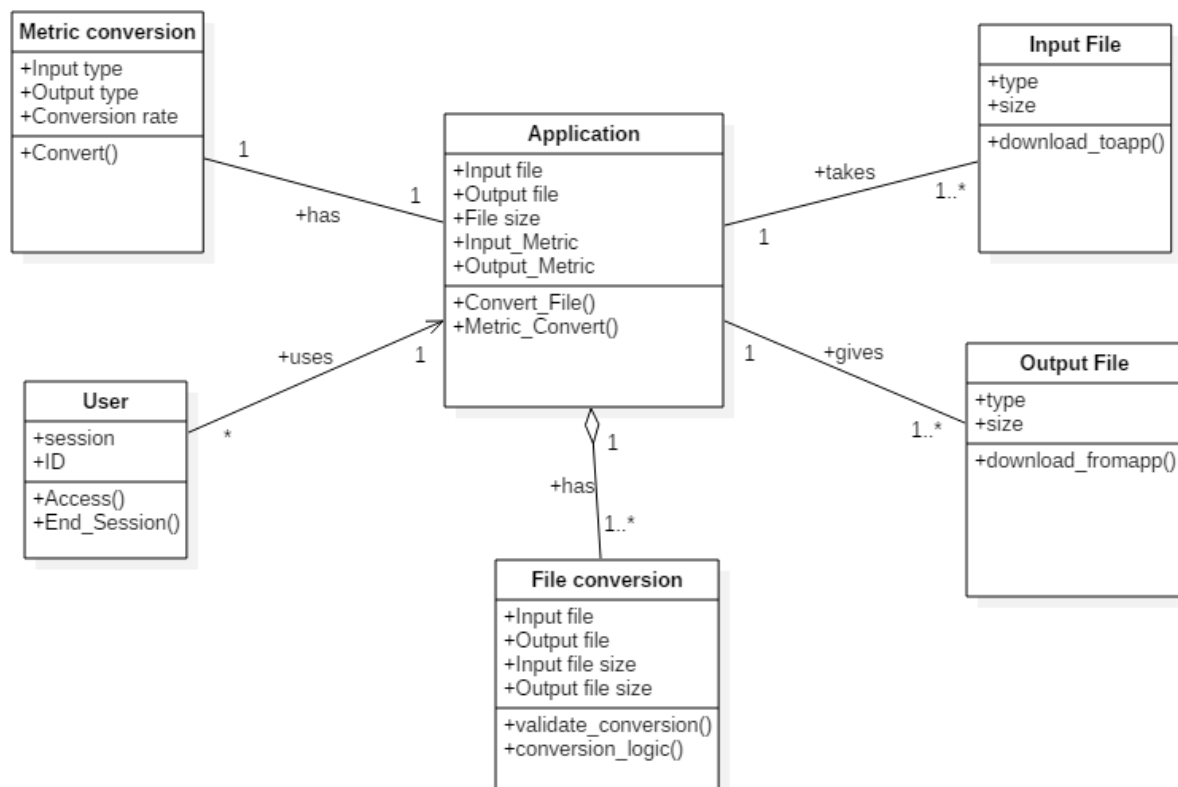 Metric conversion
+Input type
+Output type
+Conversion rate
+Convert()
1
+has
1
Application
+Input file
+Output file
+File size
+Input_Metric
+Output_Metric
+Convert_File()
+Metric_Convert()
Input File
+type
+size
+download_toapp()
+takes
1..*
1
User
+session
+ID
+Access()
+End_Session()
+uses
1
*
1
+gives
1..*
Output File
+type
+size
+download_fromapp()
1
+has
1..*
File conversion
+Input file
+Output file
+Input file size
+Output file size
+validate_conversion()
+conversion_logic()